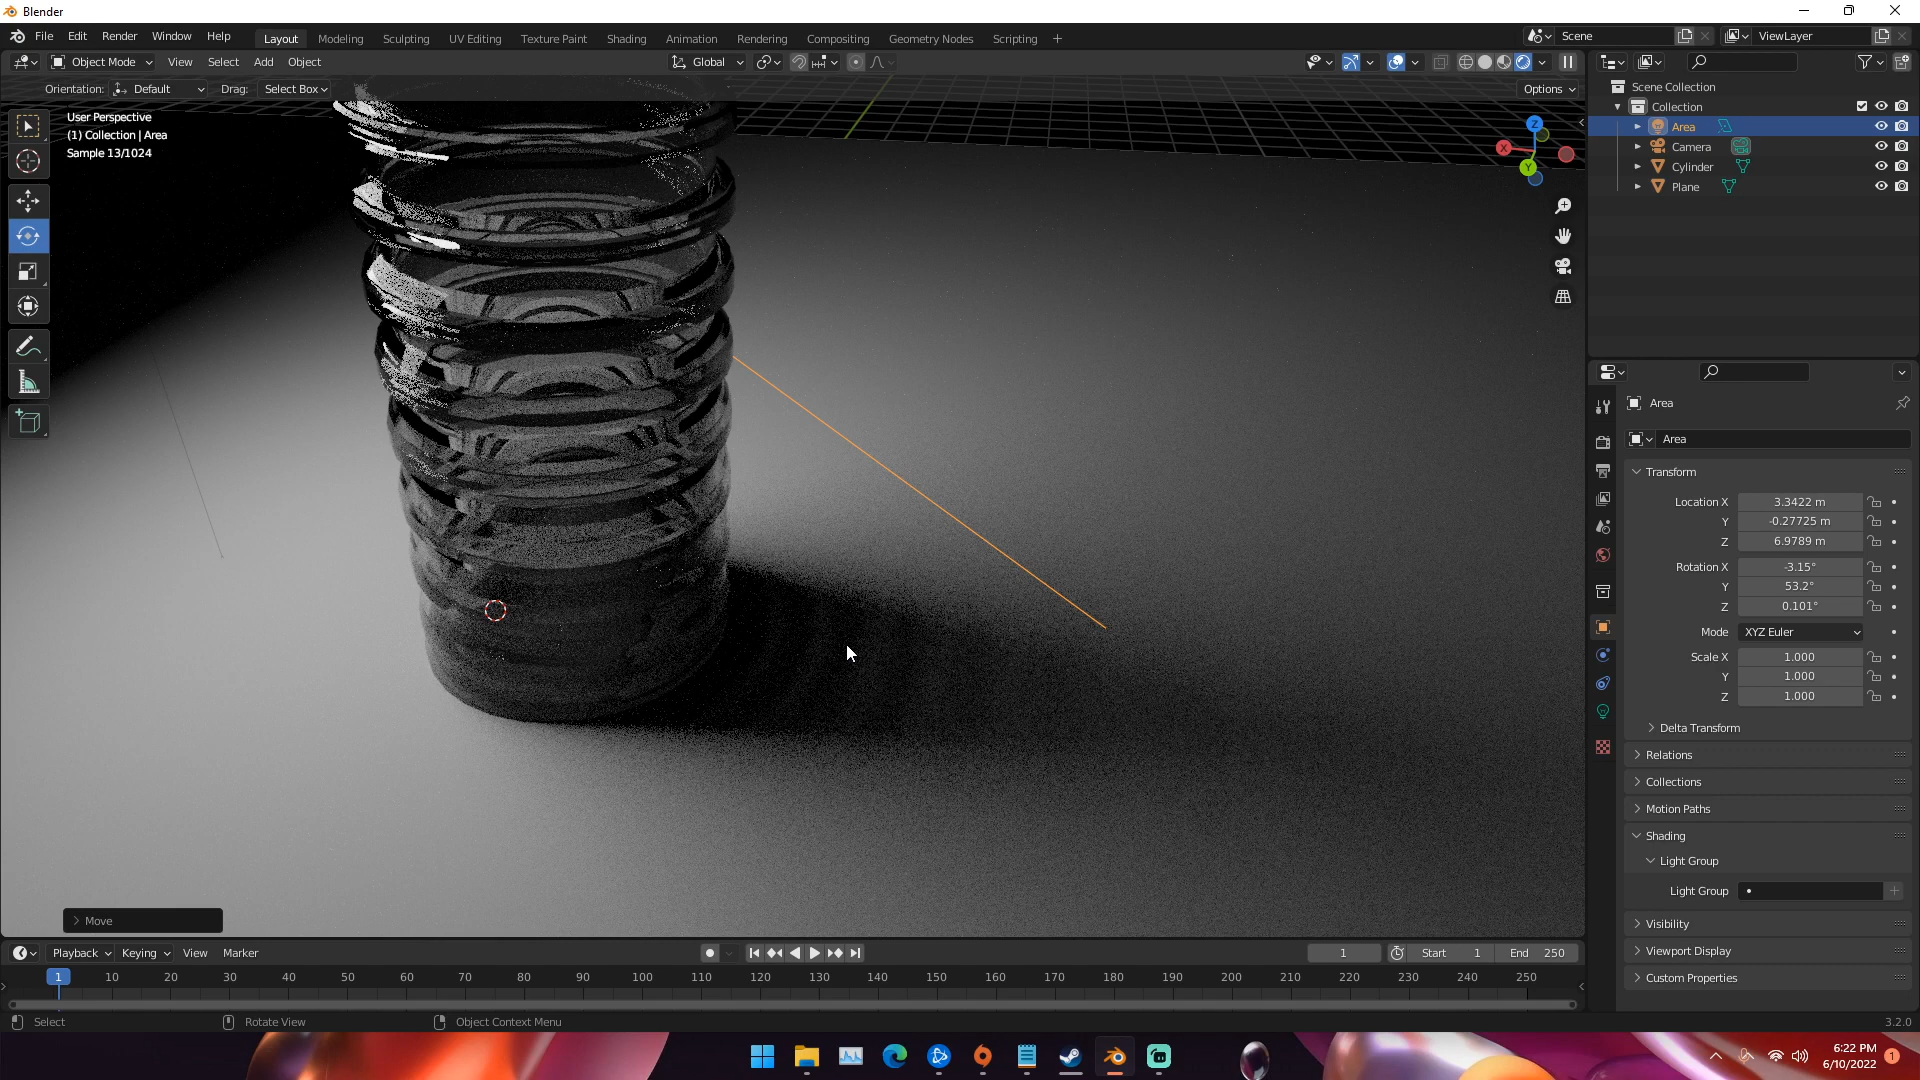 Blender
File Edit Render Window Help Layout Modeling Sculpting UV Editing Texture Paint Shading Animation Rendering Compositing Geometry Nodes Scripting + Scene ViewLayer
Object Mode View Select Add Object Global
Orientation: Default Drag: Select Box Options
User Perspective
(1) Collection | Area
Sample 13/1024
Z
X
Y
Scene Collection
Collection
Area
Camera
Cylinder
Plane
Area
Area
Transform
Location X 3.3422 m
Y -0.27725 m
Z 6.9789 m
Rotation X -3.15°
Y 53.2°
Z 0.101°
Mode XYZ Euler
Scale X 1.000
Y 1.000
Z 1.000
Delta Transform
Relations
Collections
Motion Paths
Shading
Light Group
Light Group
Visibility
Viewport Display
Custom Properties
Move
Playback Keying View Marker 1 Start 1 End 250
1 10 20 30 40 50 60 70 80 90 100 110 120 130 140 150 160 170 180 190 200 210 220 230 240 250
Select Rotate View Object Context Menu 3.2.0
6:22 PM
6/10/2022
1